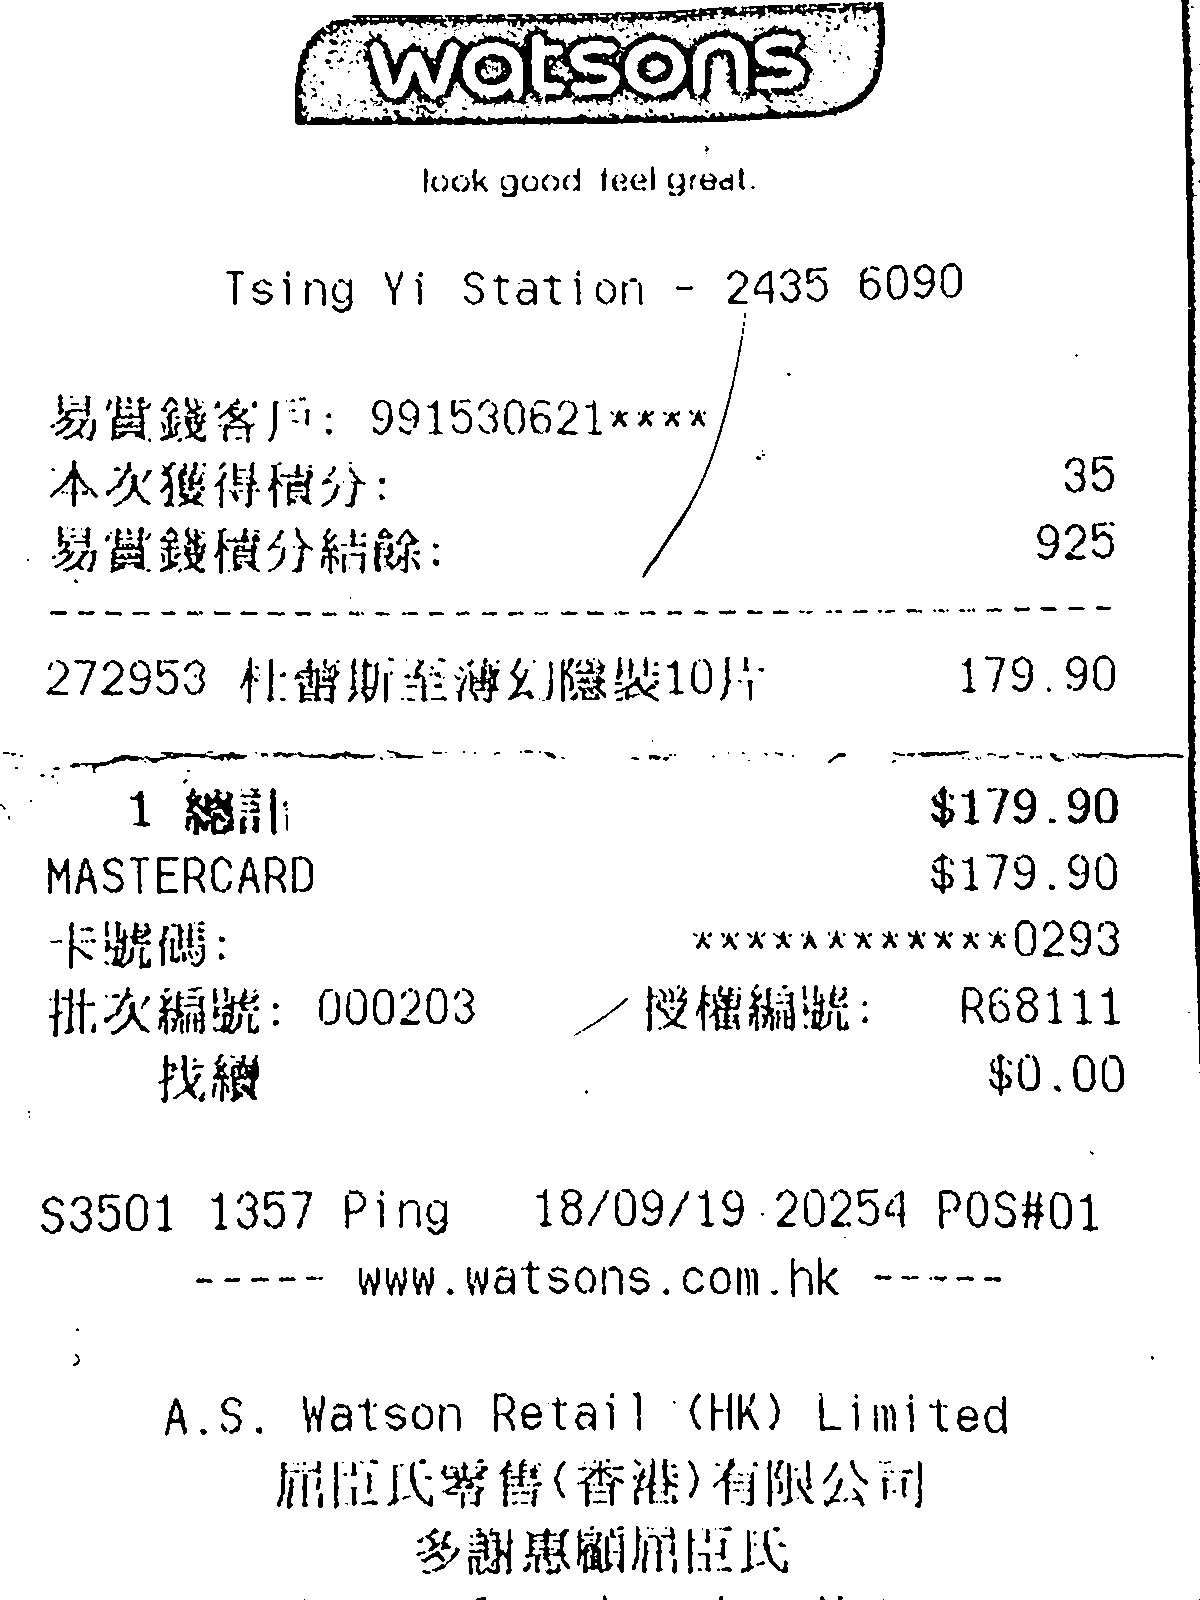 watsons
look good feel great.
Tsing Yi Station - 2435 6090
易賞錢客戶: 991530621****
本次獲得積分: 35
易賞錢積分結餘: 925
272953 杜蕾斯至薄幻隱裝10片 179.90
1 總計 $179.90
MASTERCARD $179.90
卡號碼: ************0293
批次編號: 000203 授權編號: R68111
找續 $0.00
S3501 1357 Ping 18/09/19 20254 POS#01
----- www.watsons.com.hk -----
A.S. Watson Retail (HK) Limited
屈臣氏零售(香港)有限公司
多謝惠顧屈臣氏